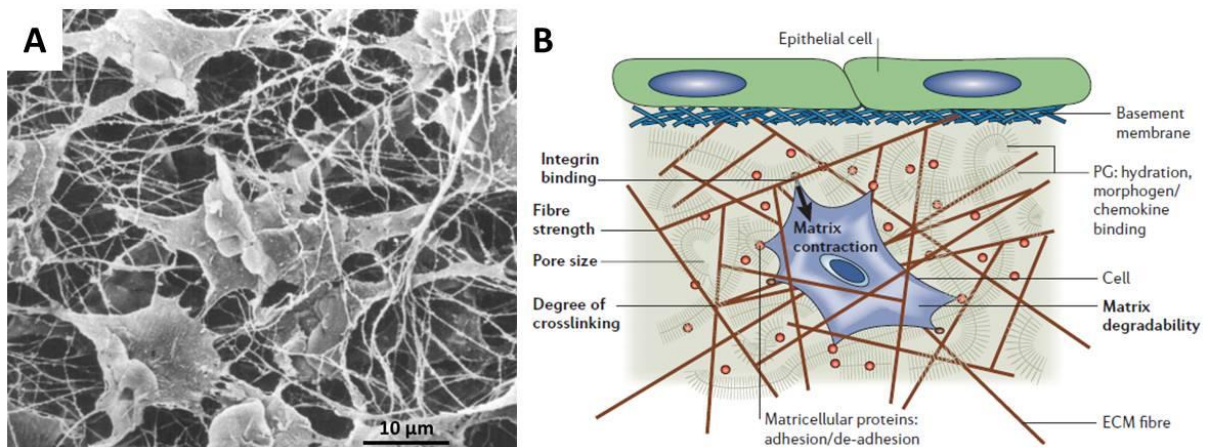 A
10 µm
B
Epithelial cell
Basement
membrane
PG: hydration,
morphogen/
chemokine
binding
Integrin
binding
Fibre
strength
Pore size
Degree of
crosslinking
Matrix
contraction
Cell
Matrix
degradability
Matricellular proteins:
adhesion/de-adhesion
ECM fibre